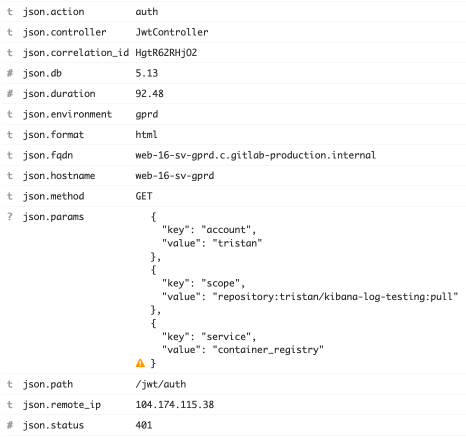 t json.action auth
t json.controller JwtController
t json.correlation_id HgtR62RHjO2
# json.db 5.13
# json.duration 92.48
t json.environment gprd
t json.format html
t json.fqdn web-16-sv-gprd.c.gitlab-production.internal
t json.hostname web-16-sv-gprd
t json.method GET
? json.params {
"key": "account",
"value": "tristan"
},
{
"key": "scope",
"value": "repository:tristan/kibana-log-testing:pull"
},
{
"key": "service",
"value": "container_registry"
}
t json.path /jwt/auth
t json.remote_ip 104.174.115.38
# json.status 401